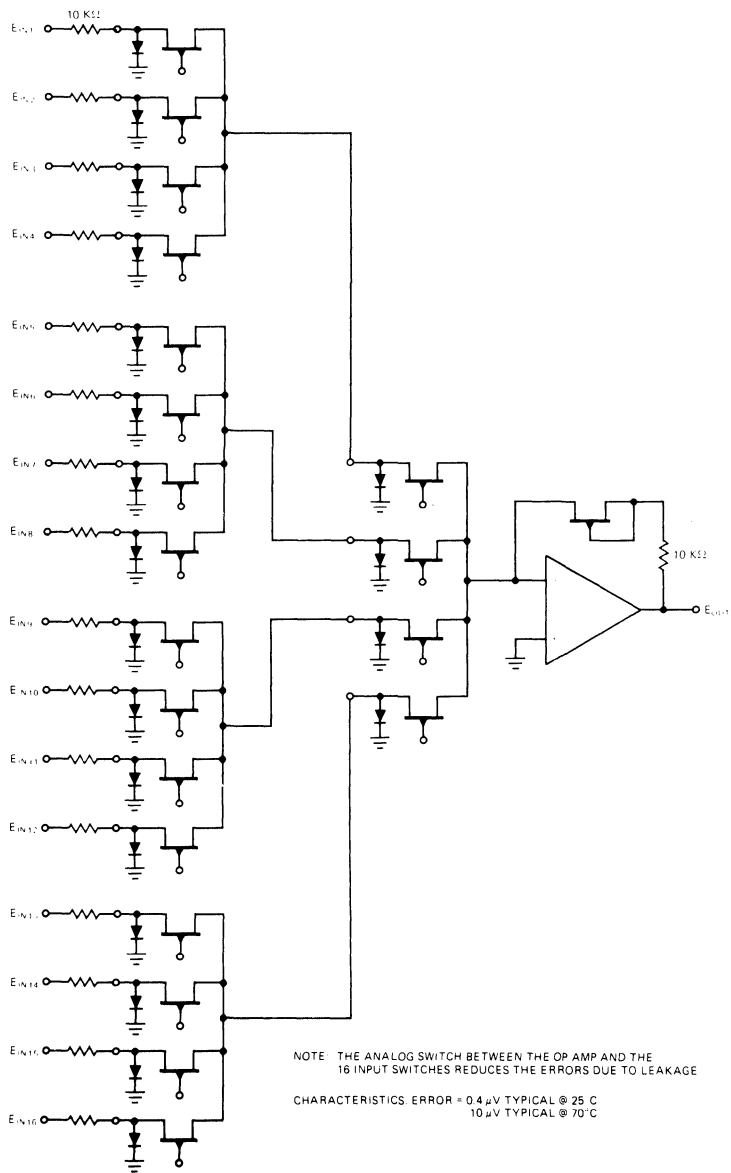 10 KΩ
EIN1
EIN2
EIN3
EIN4
EIN5
EIN6
EIN7
EIN8
10 KΩ
EOUT
EIN9
EIN10
EIN11
EIN12
EIN13
EIN14
EIN15
EIN16
NOTE: THE ANALOG SWITCH BETWEEN THE OP AMP AND THE
16 INPUT SWITCHES REDUCES THE ERRORS DUE TO LEAKAGE
CHARACTERISTICS. ERROR = 0.4 μV TYPICAL @ 25 C
10 μV TYPICAL @ 70°C